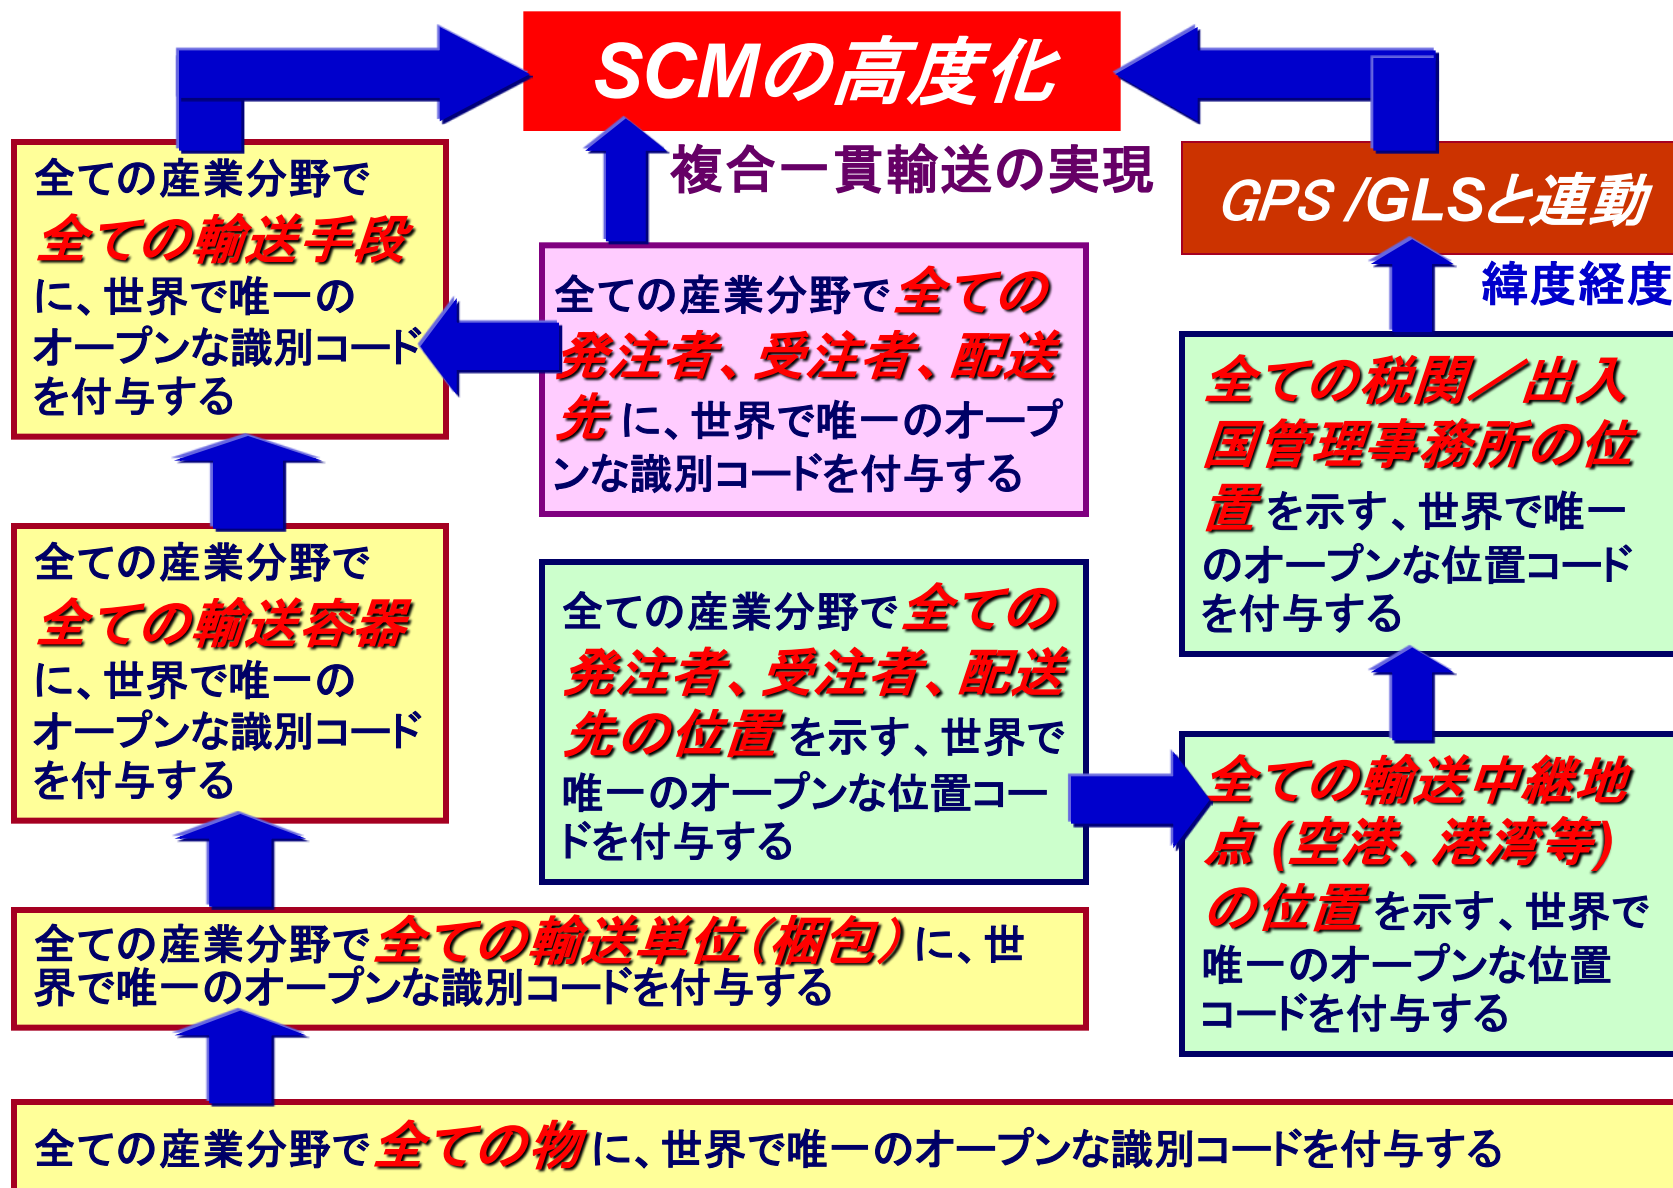 SCMの高度化
複合一貫輸送の実現
全ての産業分野で
全ての輸送手段
に、世界で唯一の
オープンな識別コード
を付与する
全ての産業分野で全ての
発注者、受注者、配送
先に、世界で唯一のオープ
ンな識別コードを付与する
GPS /GLSと連動
緯度経度
全ての税関／出入
国管理事務所の位
置を示す、世界で唯一
のオープンな位置コード
を付与する
全ての産業分野で
全ての輸送容器
に、世界で唯一の
オープンな識別コード
を付与する
全ての産業分野で全ての
発注者、受注者、配送
先の位置を示す、世界で
唯一のオープンな位置コー
ドを付与する
全ての輸送中継地
点 (空港、港湾等)
の位置を示す、世界で
唯一のオープンな位置
コードを付与する
全ての産業分野で全ての輸送単位（梱包）に、世
界で唯一のオープンな識別コードを付与する
全ての産業分野で全ての物に、世界で唯一のオープンな識別コードを付与する